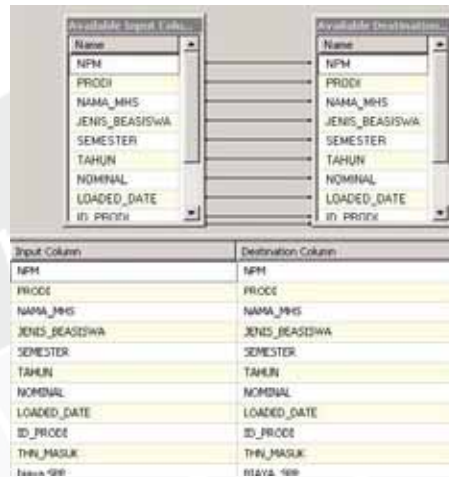 Available Input Colu...
Name
NPM
PRODI
NAMA_MHS
JENIS_BEASISWA
SEMESTER
TAHUN
NOMINAL
LOADED_DATE
ID_PRODI
Available Destination...
Name
NPM
PRODI
NAMA_MHS
JENIS_BEASISWA
SEMESTER
TAHUN
NOMINAL
LOADED_DATE
ID_PRODI
Input Column Destination Column
NPM NPM
PRODI PRODI
NAMA_MHS NAMA_MHS
JENIS_BEASISWA JENIS_BEASISWA
SEMESTER SEMESTER
TAHUN TAHUN
NOMINAL NOMINAL
LOADED_DATE LOADED_DATE
ID_PRODI ID_PRODI
THN_MASUK THN_MASUK
BIAYA_SPP